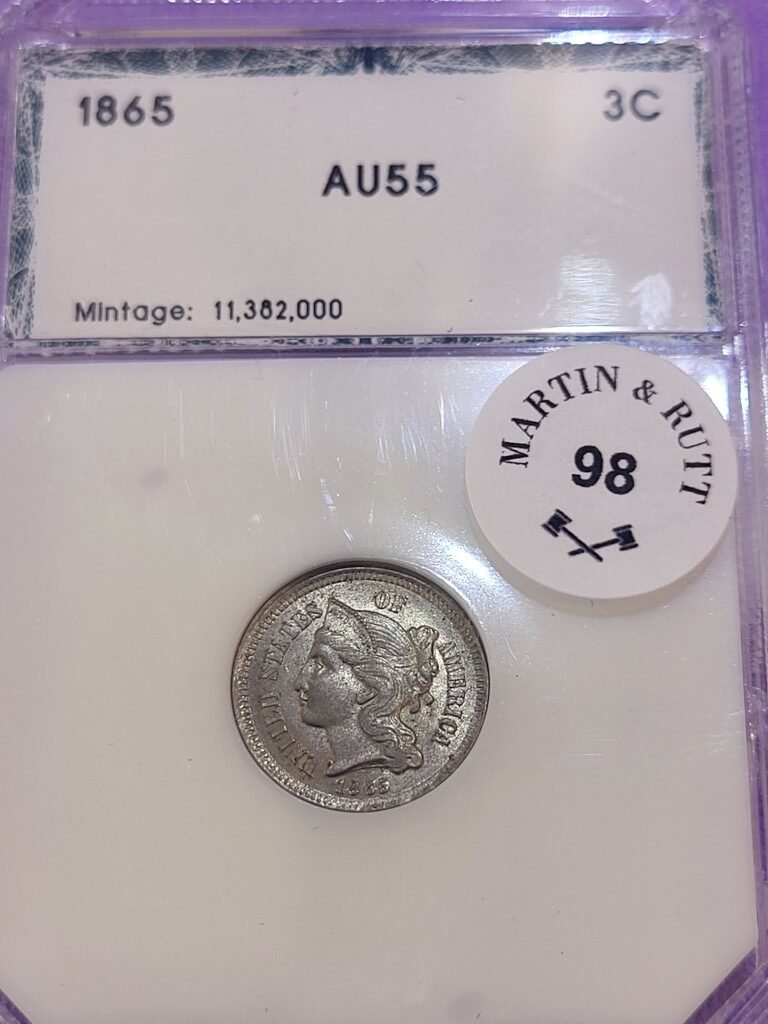 1865 3C
AU55
Mintage: 11,382,000
MARTIN & RUTT
98
UNITED STATES OF AMERICA
1865